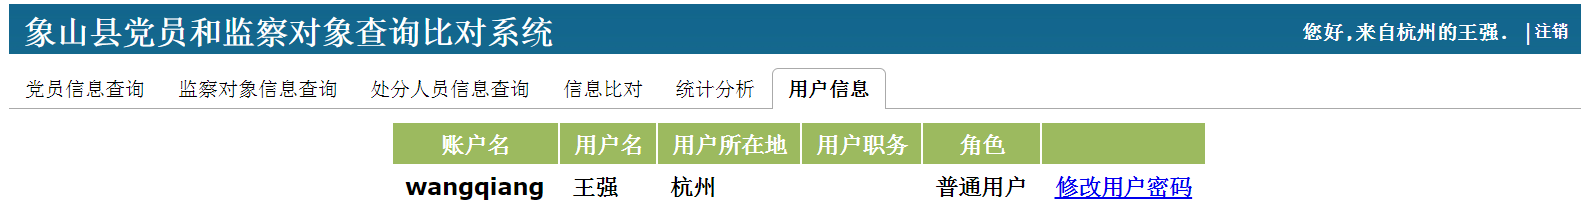 象山县党员和监察对象查询比对系统 您好,来自杭州的王强. |注销
党员信息查询 监察对象信息查询 处分人员信息查询 信息比对 统计分析 用户信息
账户名 用户名 用户所在地 用户职务 角色
wangqiang 王强 杭州 普通用户 修改用户密码